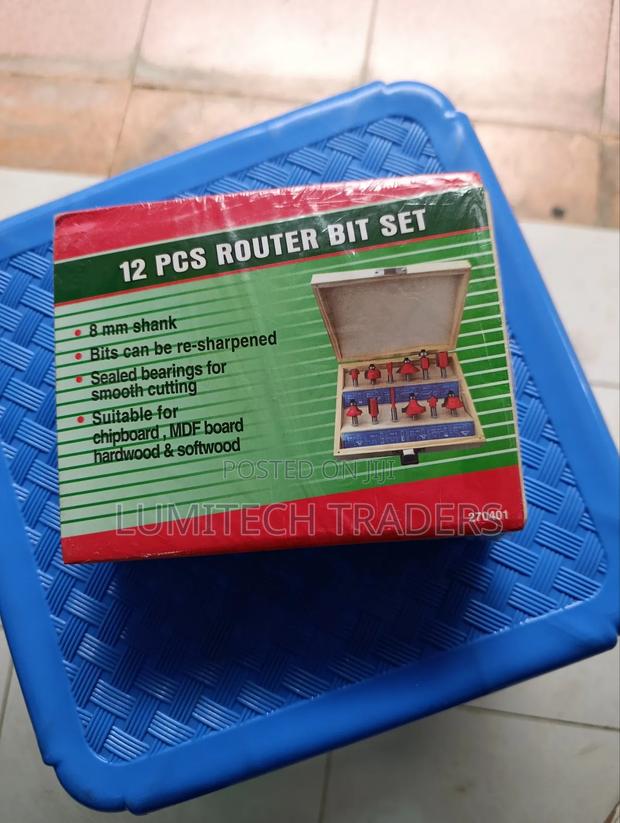 12 PCS ROUTER BIT SET
8 mm shank
Bits can be re-sharpened
Sealed bearings for
smooth cutting
Suitable for
chipboard , MDF board
hardwood & softwood
POSTED ON JIJI
LUMITECH TRADERS
270401